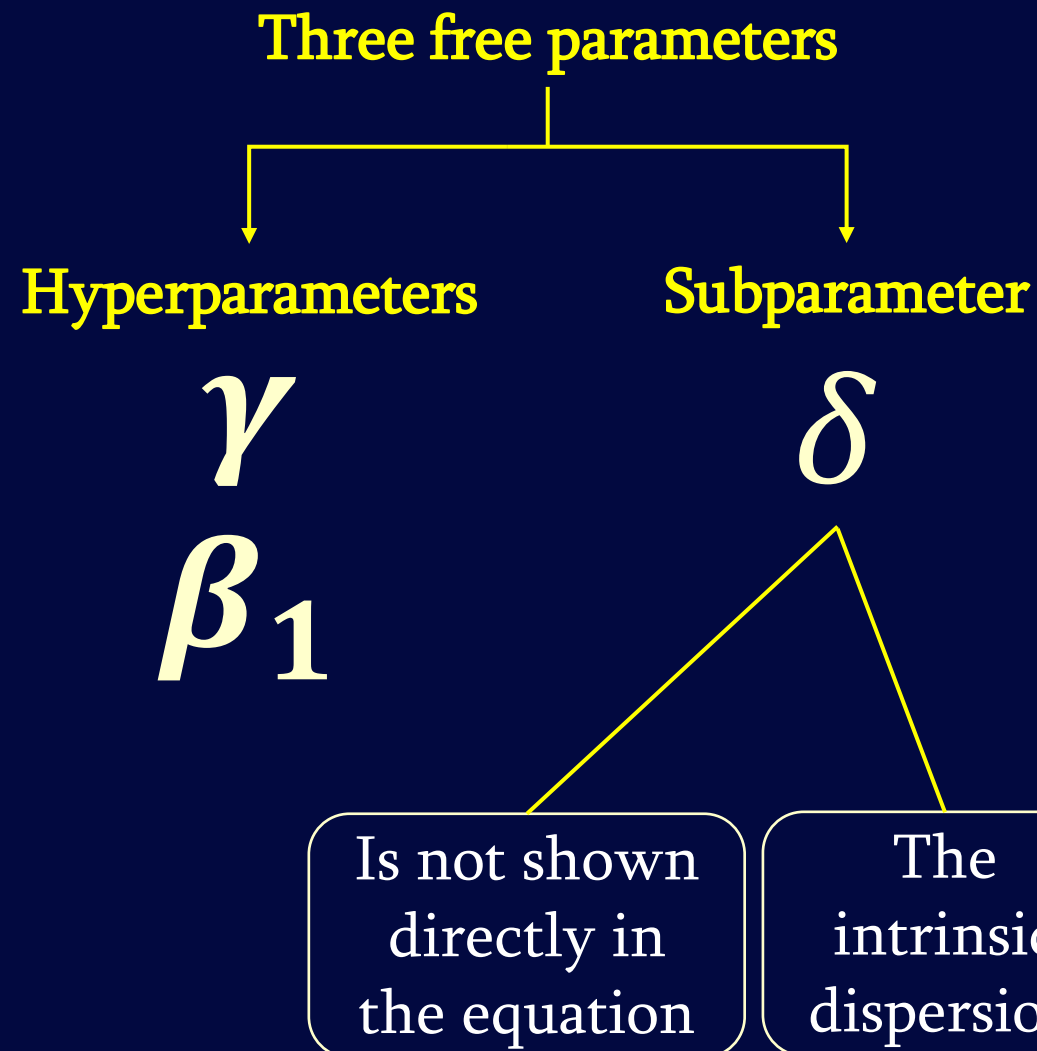 Three free parameters
Hyperparameters
Subparameter
γ
δ
β₁
Is not shown
directly in
the equation
The